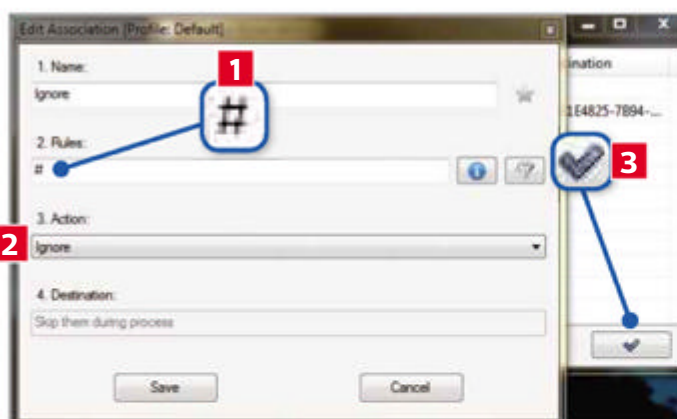 Edit Association [Profile: Default]
1. Name:
Ignore
1
#
2. Rules:
#
3
3. Action:
2
Ignore
4. Destination:
Skip them during process
Save
Cancel
ination
1E4825-7B94-...